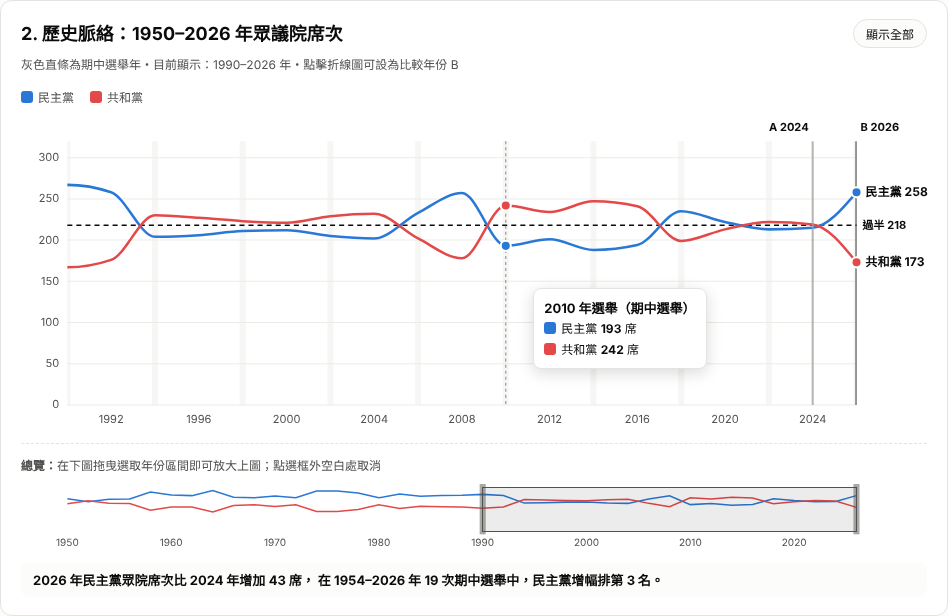 2. 歷史脈絡：1950–2026 年眾議院席次
顯示全部
灰色直條為期中選舉年・目前顯示：1990–2026 年・點擊折線圖可設為比較年份 B
民主黨 共和黨
A 2024 B 2026
300
250
200
150
100
50
0
民主黨 258
過半 218
共和黨 173
2010 年選舉（期中選舉）
民主黨 193 席
共和黨 242 席
1992 1996 2000 2004 2008 2012 2016 2020 2024
總覽：在下圖拖曳選取年份區間即可放大上圖；點選框外空白處取消
1950 1960 1970 1980 1990 2000 2010 2020
2026 年民主黨眾院席次比 2024 年增加 43 席， 在 1954–2026 年 19 次期中選舉中，民主黨增幅排第 3 名。